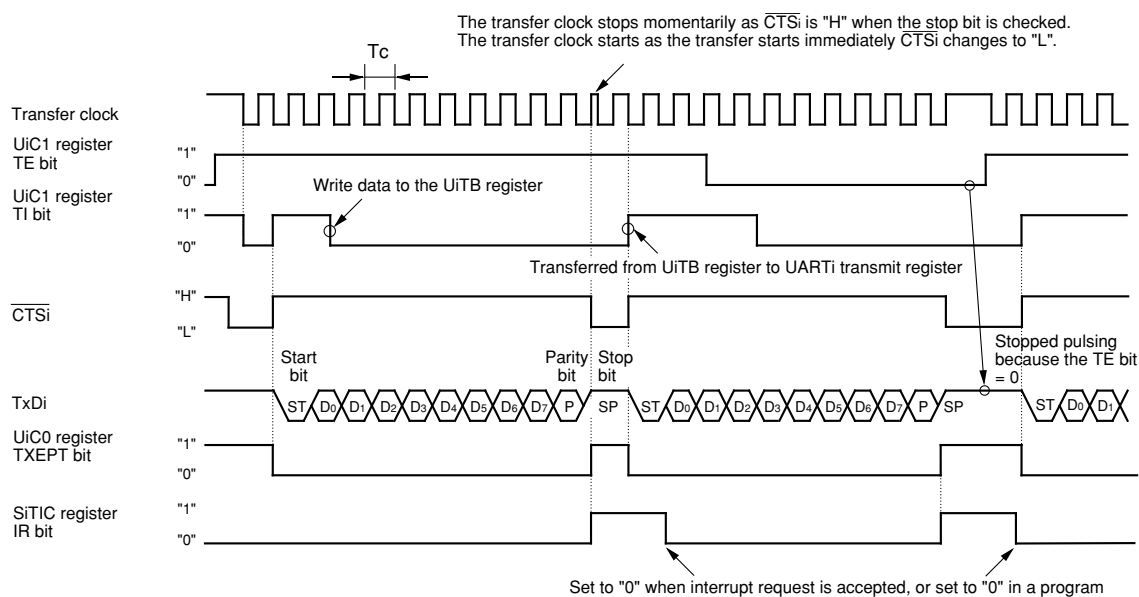 The transfer clock stops momentarily as CTSi is "H" when the stop bit is checked.
The transfer clock starts as the transfer starts immediately CTSi changes to "L".
Tc
Transfer clock
UiC1 register
TE bit
"1"
"0"
Write data to the UiTB register
UiC1 register
TI bit
"1"
"0"
Transferred from UiTB register to UARTi transmit register
CTSi
"H"
"L"
Start
bit
Parity
bit
Stop
bit
Stopped pulsing
because the TE bit
= 0
TxDi
ST D0 D1 D2 D3 D4 D5 D6 D7 P SP ST D0 D1 D2 D3 D4 D5 D6 D7 P SP ST D0 D1
UiC0 register
TXEPT bit
"1"
"0"
SiTIC register
IR bit
"1"
"0"
Set to "0" when interrupt request is accepted, or set to "0" in a program